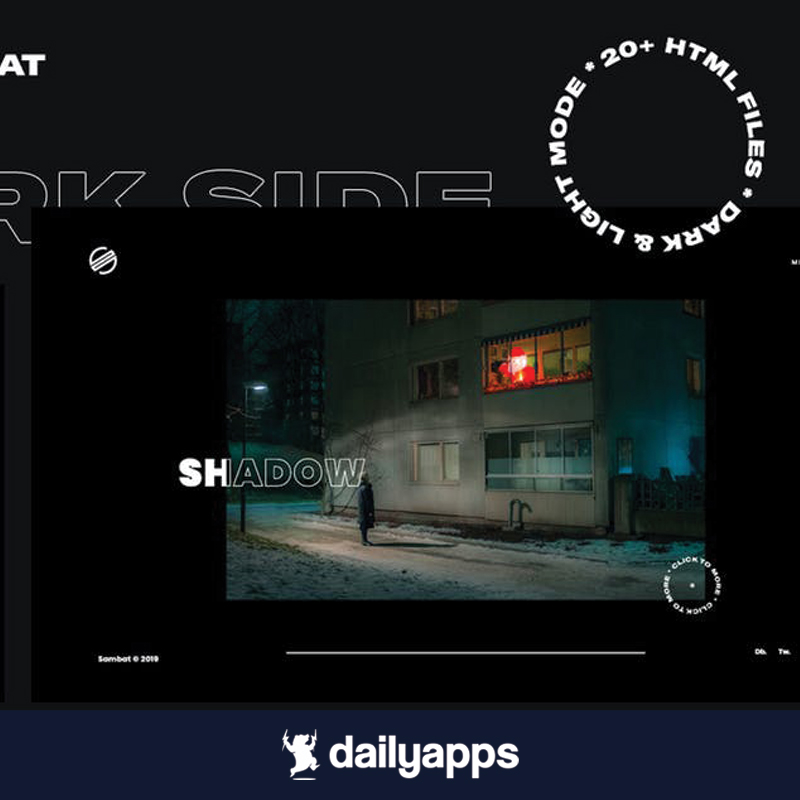 AT
RK SIDE
20+ HTML FILES * DARK & LIGHT MODE *
SHADOW
CLICK TO MORE * CLICK TO MORE *
Sambat © 2019
Db. Tw.
dailyapps